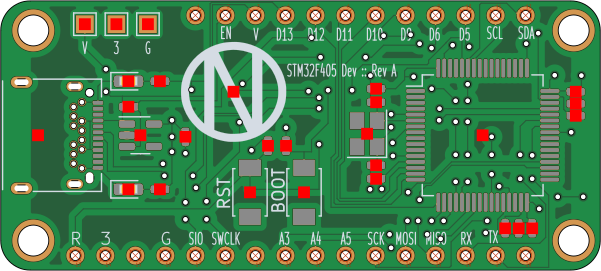 EN V D13 D12 D11 D10 D9 D6 D5 SCL SDA
V 3 G
STM32F405 Dev :: Rev A
N
RST
BOOT
R 3 G SIO SWCLK A3 A4 A5 SCK MOSI MISO RX TX